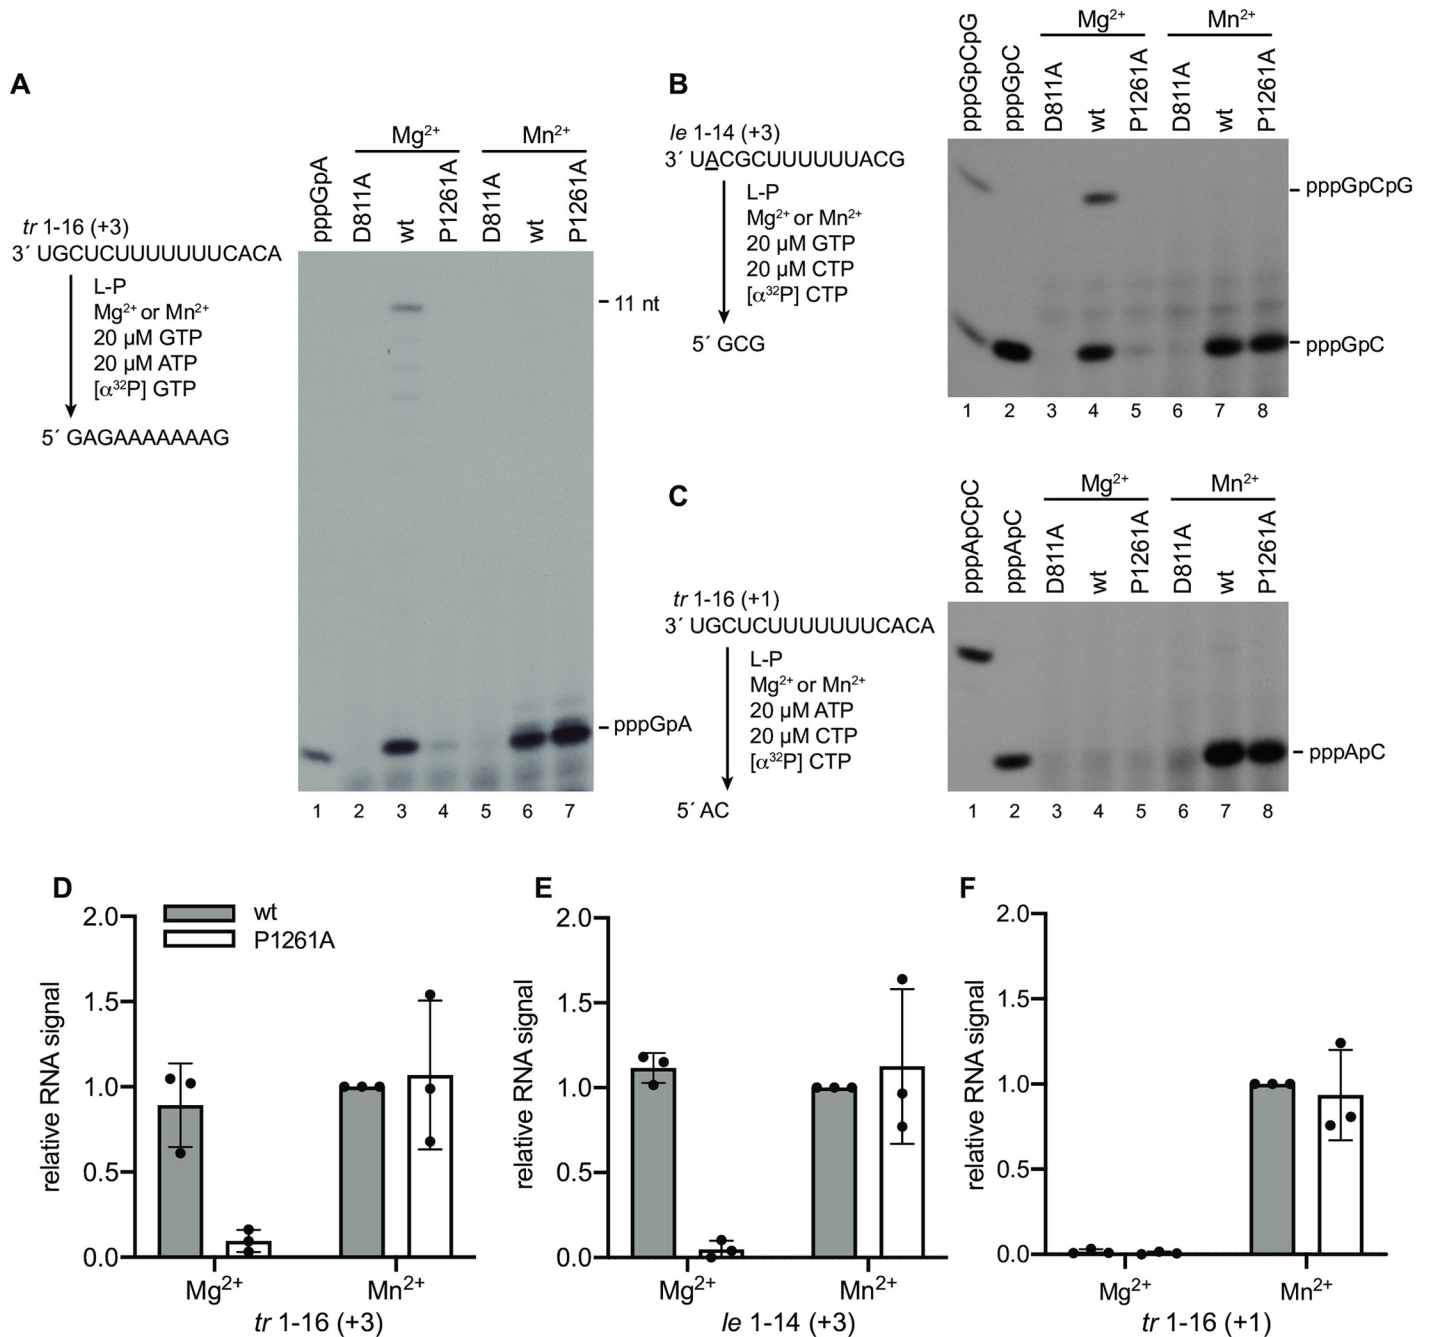 A
Mg²⁺
Mn²⁺
pppGpA
D811A
wt
P1261A
D811A
wt
P1261A
tr 1-16 (+3)
3´ UGCUCUUUUUUUCACA
L-P
Mg²⁺ or Mn²⁺
20 µM GTP
20 µM ATP
[α³²P] GTP
5´ GAGAAAAAAAG
11 nt
pppGpA
1 2 3 4 5 6 7
B
Mg²⁺
Mn²⁺
pppGpCpG
pppGpC
D811A
wt
P1261A
D811A
wt
P1261A
le 1-14 (+3)
3´ UACGCUUUUUUACG
L-P
Mg²⁺ or Mn²⁺
20 µM GTP
20 µM CTP
[α³²P] CTP
5´ GCG
pppGpCpG
pppGpC
1 2 3 4 5 6 7 8
C
Mg²⁺
Mn²⁺
pppApCpC
pppApC
D811A
wt
P1261A
D811A
wt
P1261A
tr 1-16 (+1)
3´ UGCUCUUUUUUUCACA
L-P
Mg²⁺ or Mn²⁺
20 µM ATP
20 µM CTP
[α³²P] CTP
5´ AC
pppApC
1 2 3 4 5 6 7 8
D
wt
P1261A
relative RNA signal
2.0
1.5
1.0
0.5
0.0
Mg²⁺ Mn²⁺
tr 1-16 (+3)
E
relative RNA signal
2.0
1.5
1.0
0.5
0.0
Mg²⁺ Mn²⁺
le 1-14 (+3)
F
relative RNA signal
2.0
1.5
1.0
0.5
0.0
Mg²⁺ Mn²⁺
tr 1-16 (+1)